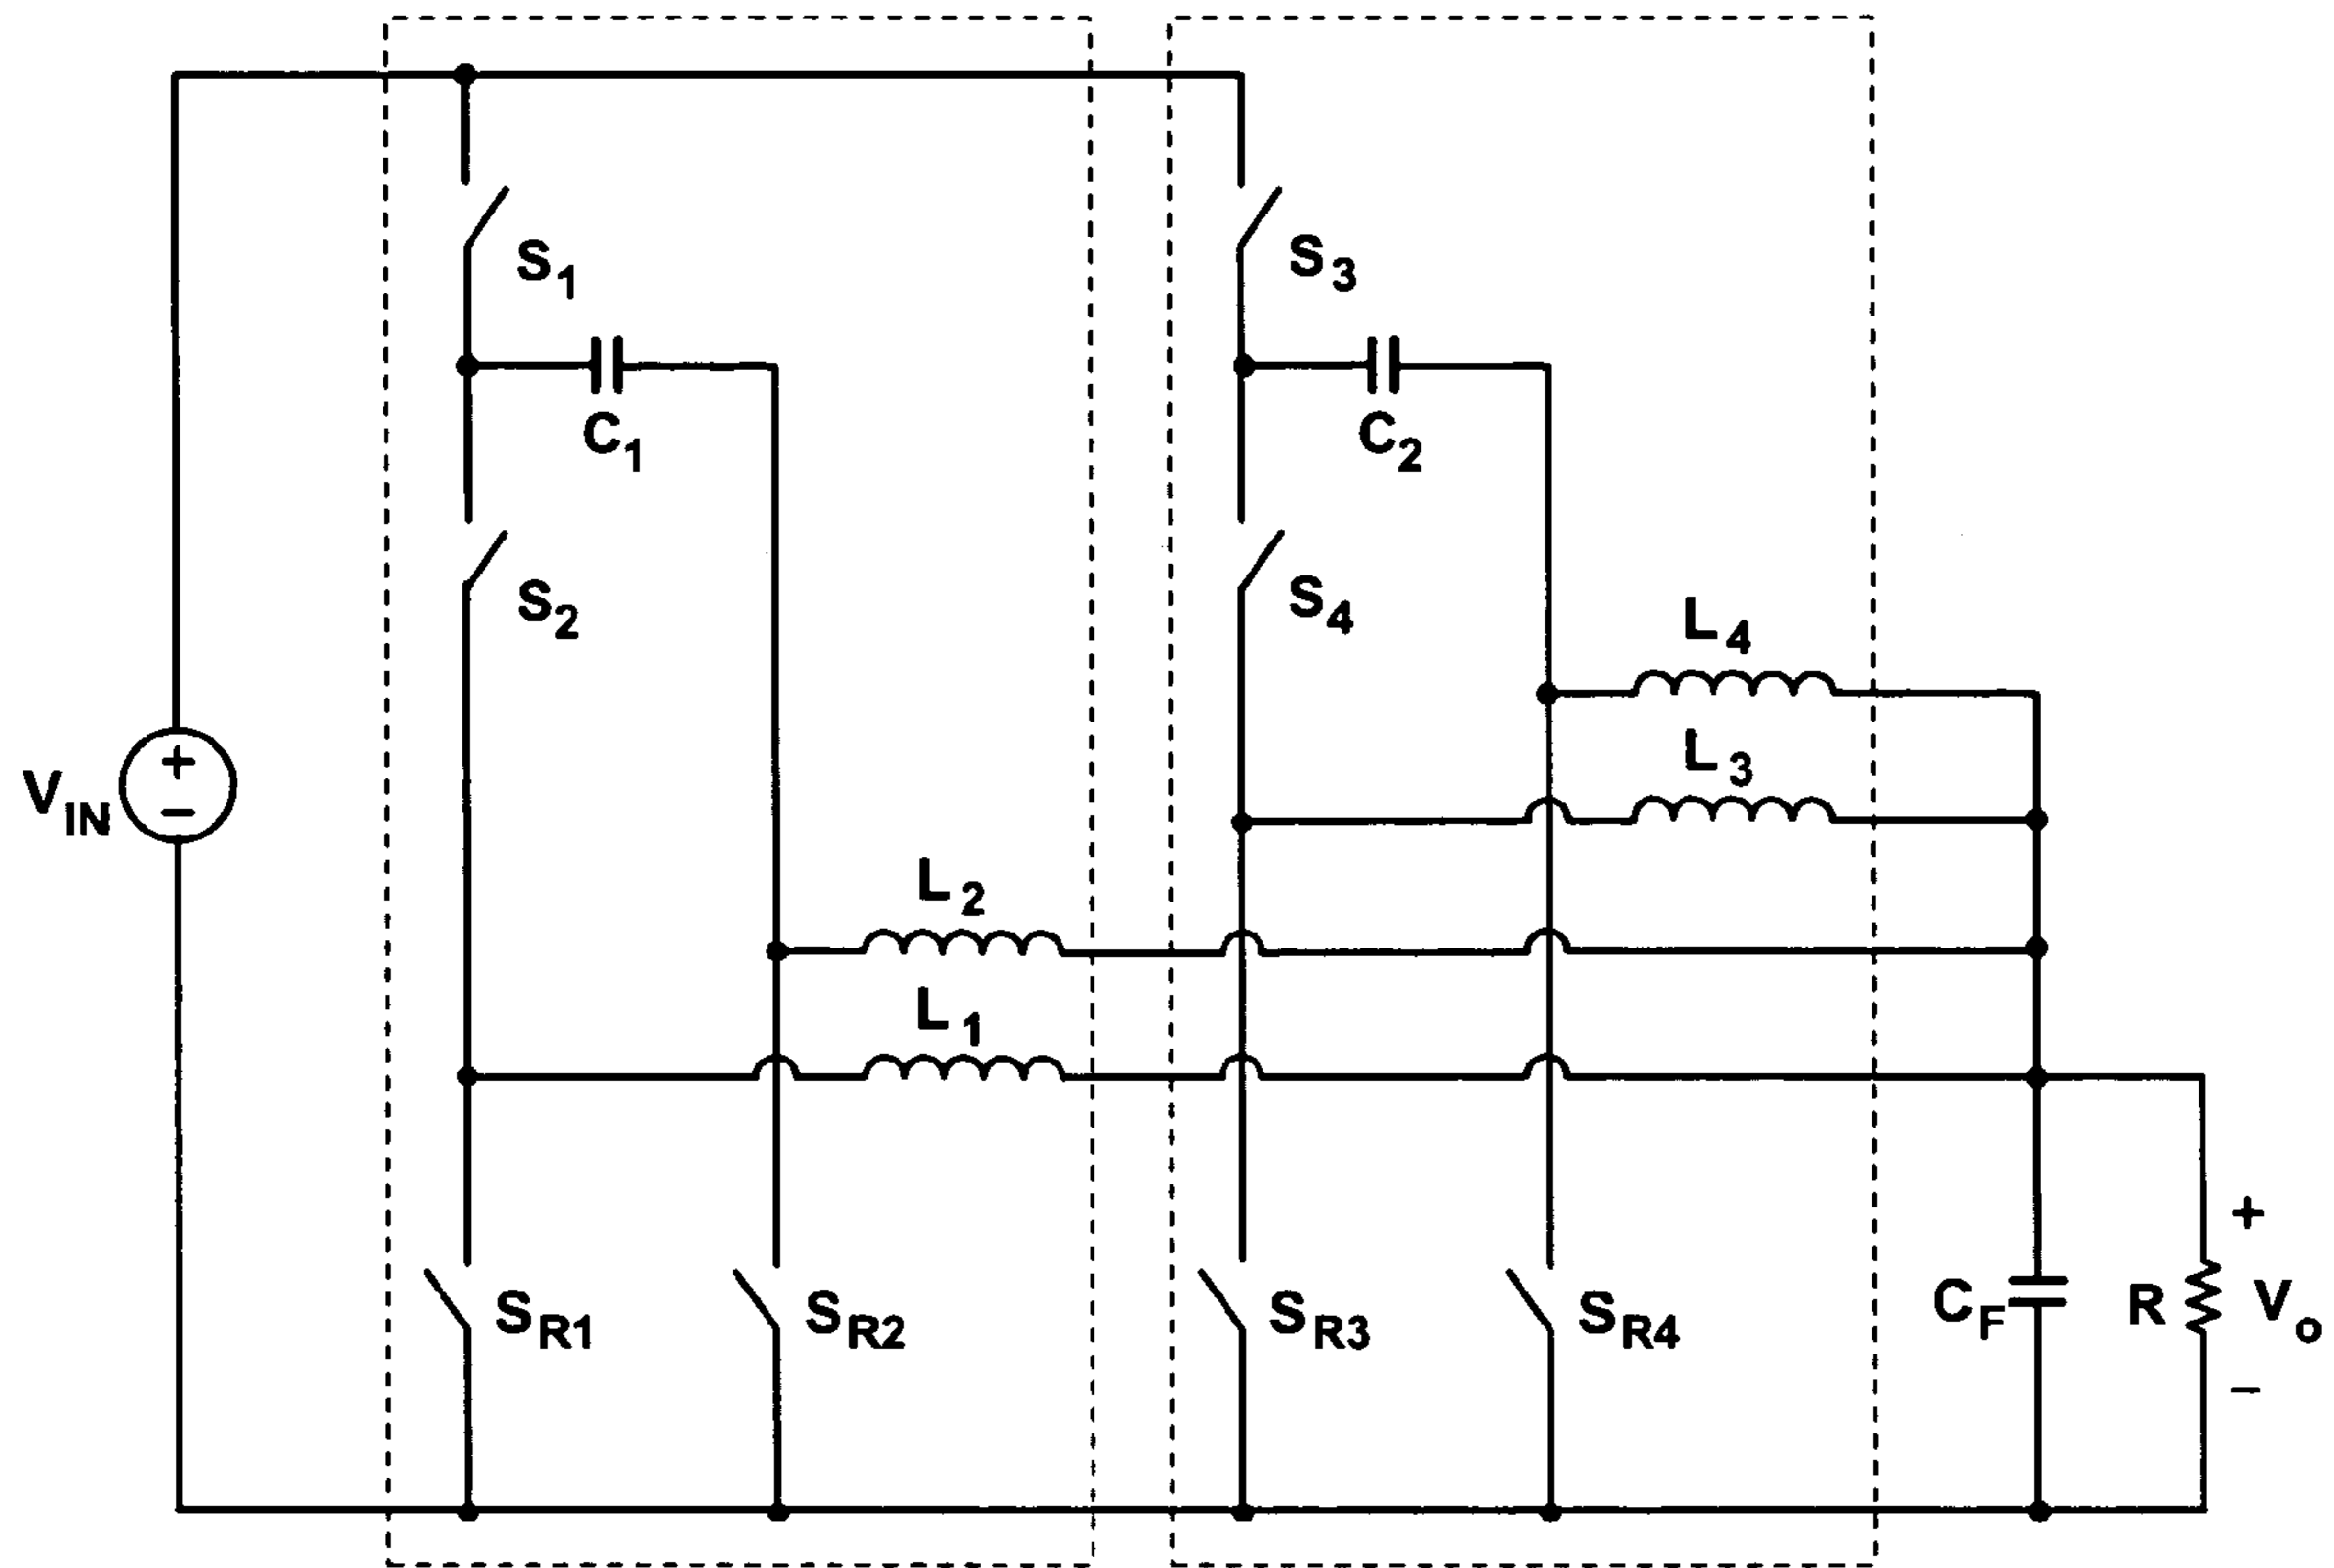 S1
S3
C1
C2
S2
S4
L4
L3
VIN
+
−
L2
L1
SR1
SR2
SR3
SR4
CF
R
+
Vo
−